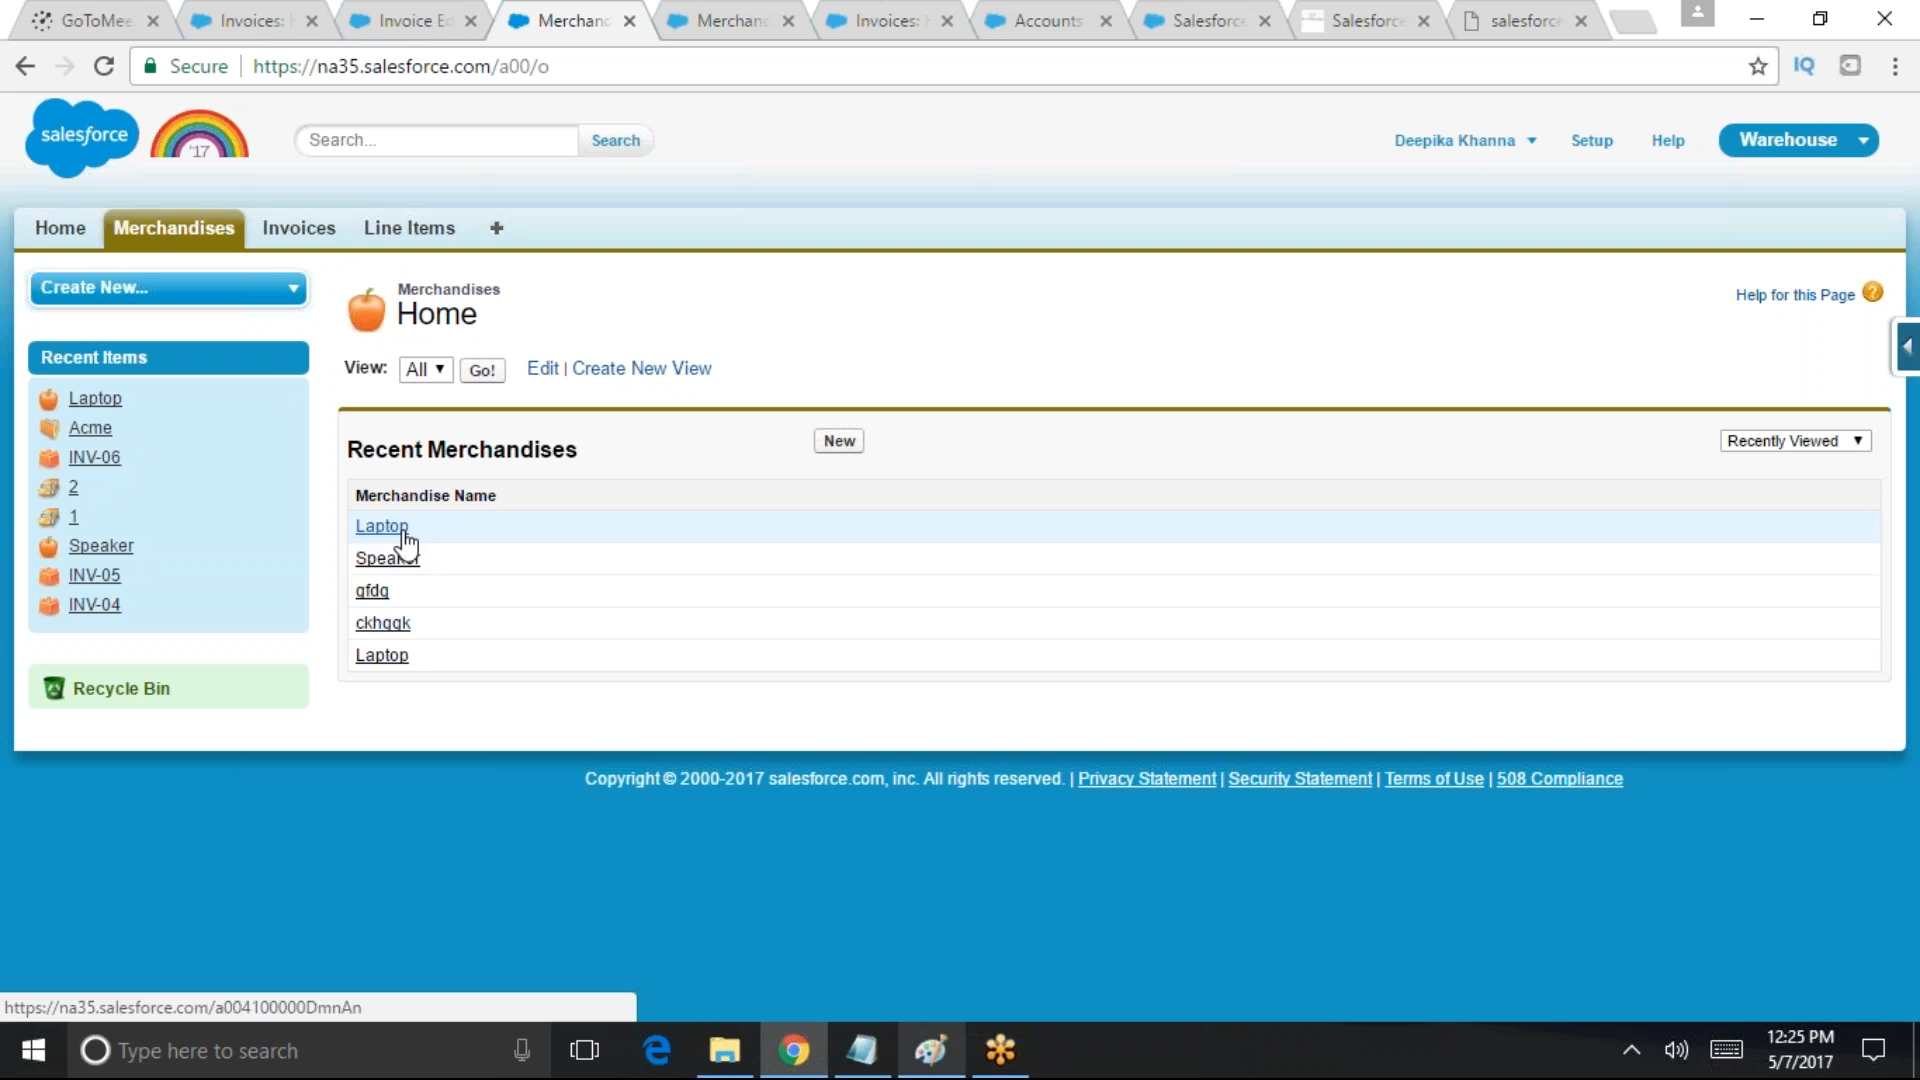 GoToMee
Invoices: H
Invoice Ed
Merchand
Merchand
Invoices: H
Accounts
Salesforce
Salesforce
salesforce
Secure
https://na35.salesforce.com/a00/o
IQ
salesforce
'17
Search...
Search
Deepika Khanna
Setup
Help
Warehouse
Home
Merchandises
Invoices
Line Items
+
Create New...
Merchandises
Home
Help for this Page
?
Recent Items
View:
All
Go!
Edit | Create New View
Laptop
Acme
INV-06
2
1
Speaker
INV-05
INV-04
Recycle Bin
Recent Merchandises
New
Recently Viewed
Merchandise Name
Laptop
Speaker
gfdg
ckhggk
Laptop
Copyright © 2000-2017 salesforce.com, inc. All rights reserved. | Privacy Statement | Security Statement | Terms of Use | 508 Compliance
https://na35.salesforce.com/a004100000DmnAn
Type here to search
12:25 PM
5/7/2017